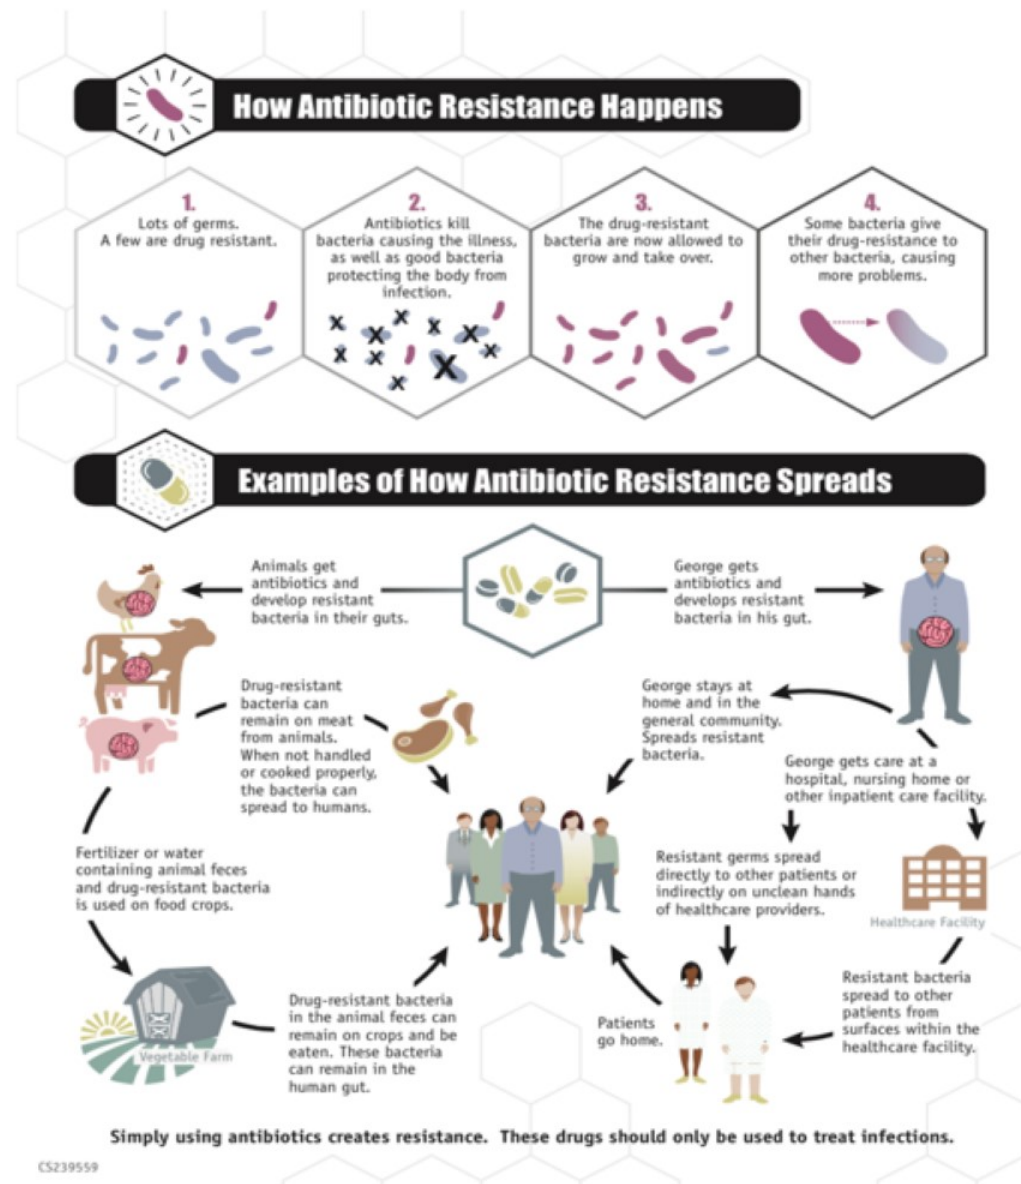 How Antibiotic Resistance Happens
1.
Lots of germs.
A few are drug resistant.
2.
Antibiotics kill
bacteria causing the illness,
as well as good bacteria
protecting the body from
infection.
3.
The drug-resistant
bacteria are now allowed to
grow and take over.
4.
Some bacteria give
their drug-resistance to
other bacteria, causing
more problems.
Examples of How Antibiotic Resistance Spreads
Animals get
antibiotics and
develop resistant
bacteria in their guts.
George gets
antibiotics and
develops resistant
bacteria in his gut.
Drug-resistant
bacteria can
remain on meat
from animals.
When not handled
or cooked properly,
the bacteria can
spread to humans.
George stays at
home and in the
general community.
Spreads resistant
bacteria.
George gets care at a
hospital, nursing home or
other inpatient care facility.
Fertilizer or water
containing animal feces
and drug-resistant bacteria
is used on food crops.
Resistant germs spread
directly to other patients or
indirectly on unclean hands
of healthcare providers.
Healthcare Facility
Vegetable Farm
Drug-resistant bacteria
in the animal feces can
remain on crops and be
eaten. These bacteria
can remain in the
human gut.
Patients
go home.
Resistant bacteria
spread to other
patients from
surfaces within the
healthcare facility.
Simply using antibiotics creates resistance. These drugs should only be used to treat infections.
CS239559